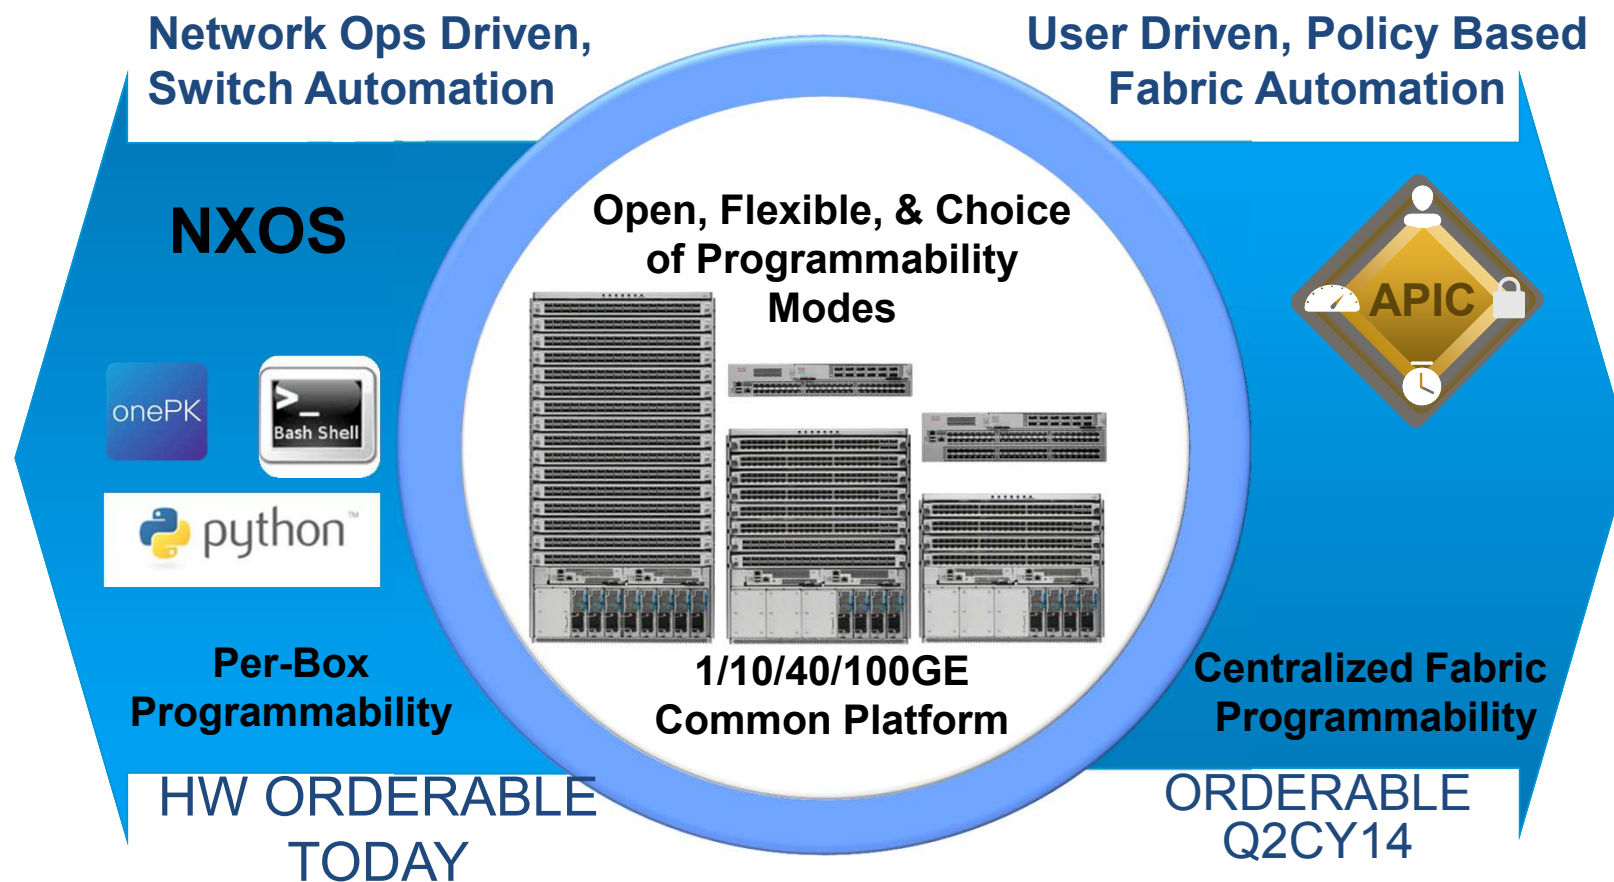 Network Ops Driven,
Switch Automation
User Driven, Policy Based
Fabric Automation
NXOS
onePK
>_
Bash Shell
python™
Per-Box
Programmability
HW ORDERABLE
TODAY
Open, Flexible, & Choice
of Programmability
Modes
1/10/40/100GE
Common Platform
APIC
Centralized Fabric
Programmability
ORDERABLE
Q2CY14